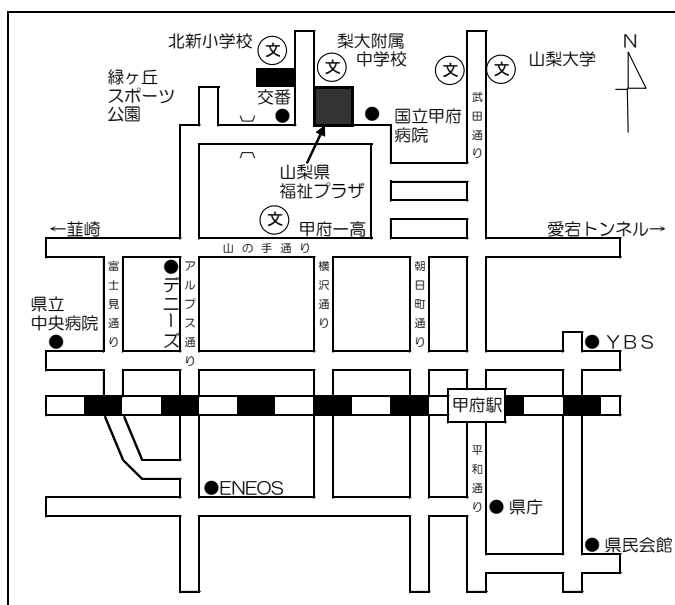 北新小学校
文
梨大附属
中学校
文
文
文
山梨大学
N
緑ヶ丘
スポーツ
公園
交番
国立甲府
病院
武田通り
山梨県
福祉プラザ
文
甲府一高
←韮崎
山の手通り
愛宕トンネル→
富士見通り
デニーズ
アルプス通り
横沢通り
朝日町通り
県立
中央病院
YBS
甲府駅
平和通り
ENEOS
県庁
県民会館